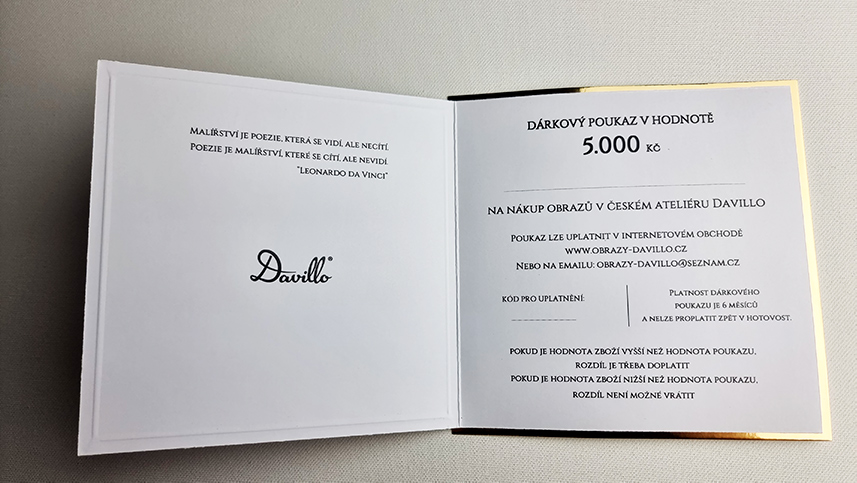 Malířství je poezie, která se vidí, ale necítí.
Poezie je malířství, které se cítí, ale nevidí.
"Leonardo da Vinci"
Davillo®
DÁRKOVÝ POUKAZ V HODNOTĚ
5.000 KČ
NA NÁKUP OBRAZŮ V ČESKÉM ATELIÉRU DAVILLO
Poukaz lze uplatnit v internetovém obchodě
www.obrazy-davillo.cz
Nebo na emailu: obrazy-davillo@seznam.cz
kód pro uplatnění:
Platnost dárkového
poukazu je 6 měsíců
a nelze proplatit zpět v hotovost.
pokud je hodnota zboží vyšší než hodnota poukazu,
rozdíl je třeba doplatit
pokud je hodnota zboží nižší než hodnota poukazu,
rozdíl není možné vrátit